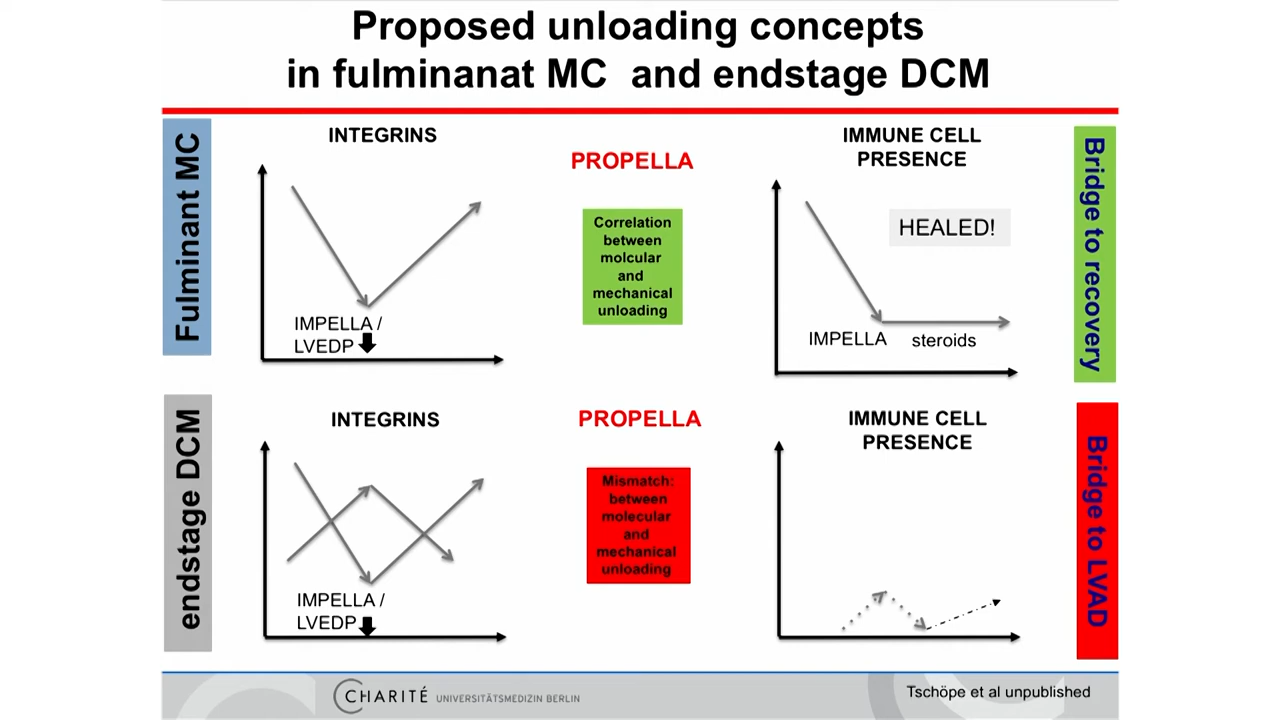 Proposed unloading concepts
in fulminanat MC and endstage DCM
Fulminant MC
INTEGRINS
IMPELLA /
LVEDP
PROPELLA
Correlation
between
molcular
and
mechanical
unloading
IMMUNE CELL
PRESENCE
HEALED!
IMPELLA steroids
Bridge to recovery
endstage DCM
INTEGRINS
IMPELLA /
LVEDP
PROPELLA
Mismatch:
between
molecular
and
mechanical
unloading
IMMUNE CELL
PRESENCE
Bridge to LVAD
CHARITÉ UNIVERSITÄTSMEDIZIN BERLIN
Tschöpe et al unpublished